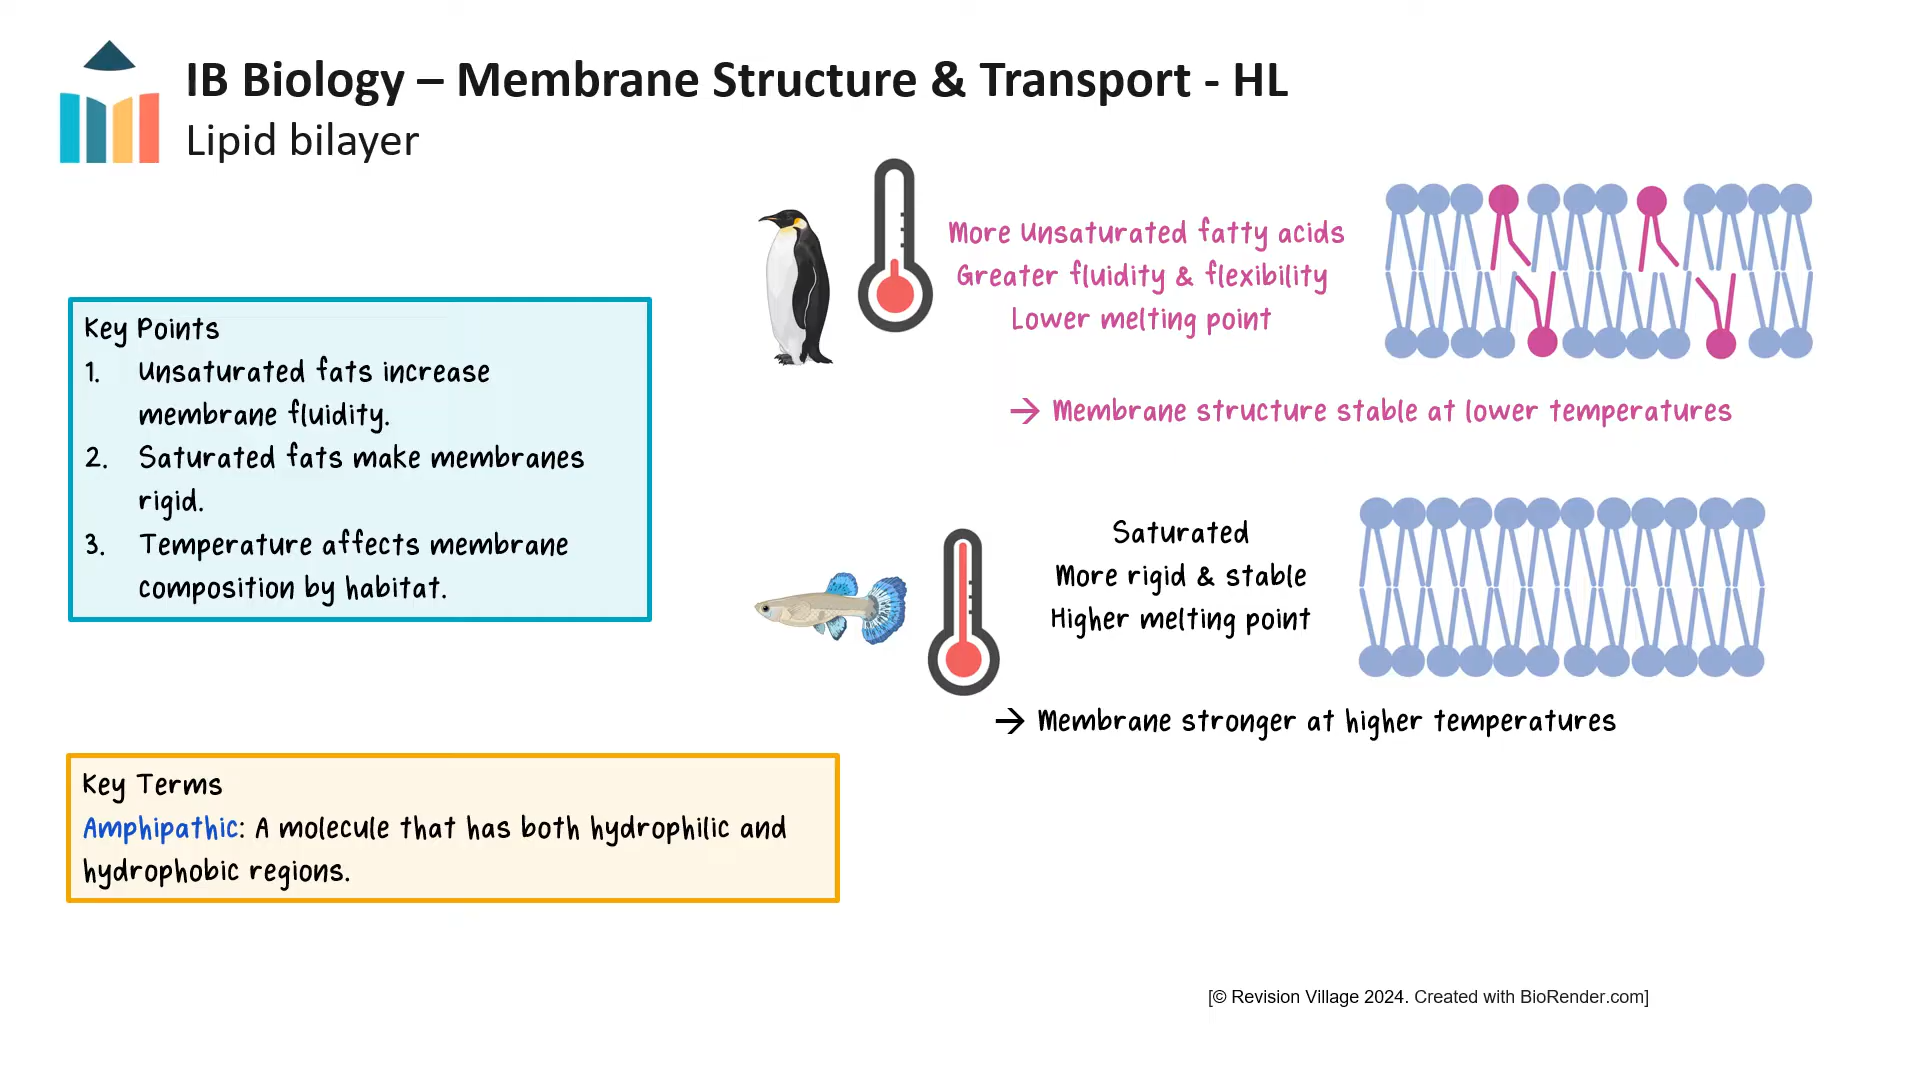 IB Biology – Membrane Structure & Transport - HL
Lipid bilayer
More Unsaturated fatty acids
Greater fluidity & flexibility
Lower melting point
→ Membrane structure stable at lower temperatures
Key Points
1. Unsaturated fats increase
membrane fluidity.
2. Saturated fats make membranes
rigid.
3. Temperature affects membrane
composition by habitat.
Saturated
More rigid & stable
Higher melting point
→ Membrane stronger at higher temperatures
Key Terms
Amphipathic: A molecule that has both hydrophilic and
hydrophobic regions.
[© Revision Village 2024. Created with BioRender.com]